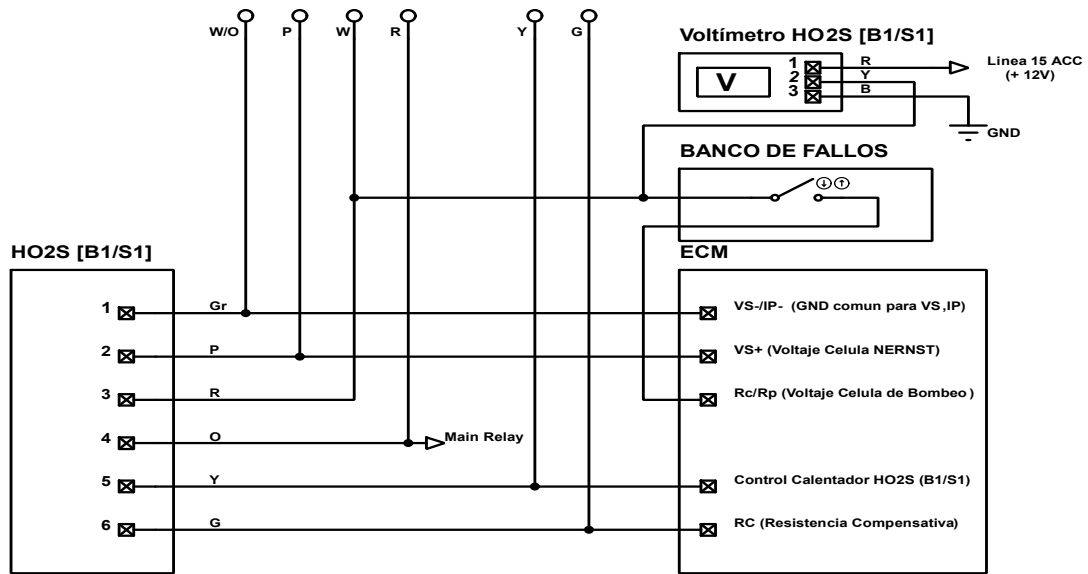 W/O P W R Y G
Voltímetro HO2S [B1/S1]
V
1 R
2 Y
3 B
Linea 15 ACC
(+ 12V)
GND
BANCO DE FALLOS
HO2S [B1/S1]
ECM
1 Gr VS-/IP- (GND comun para VS,IP)
2 P VS+ (Voltaje Celula NERNST)
3 R Rc/Rp (Voltaje Celula de Bombeo)
4 O Main Relay
5 Y Control Calentador HO2S (B1/S1)
6 G RC (Resistencia Compensativa)